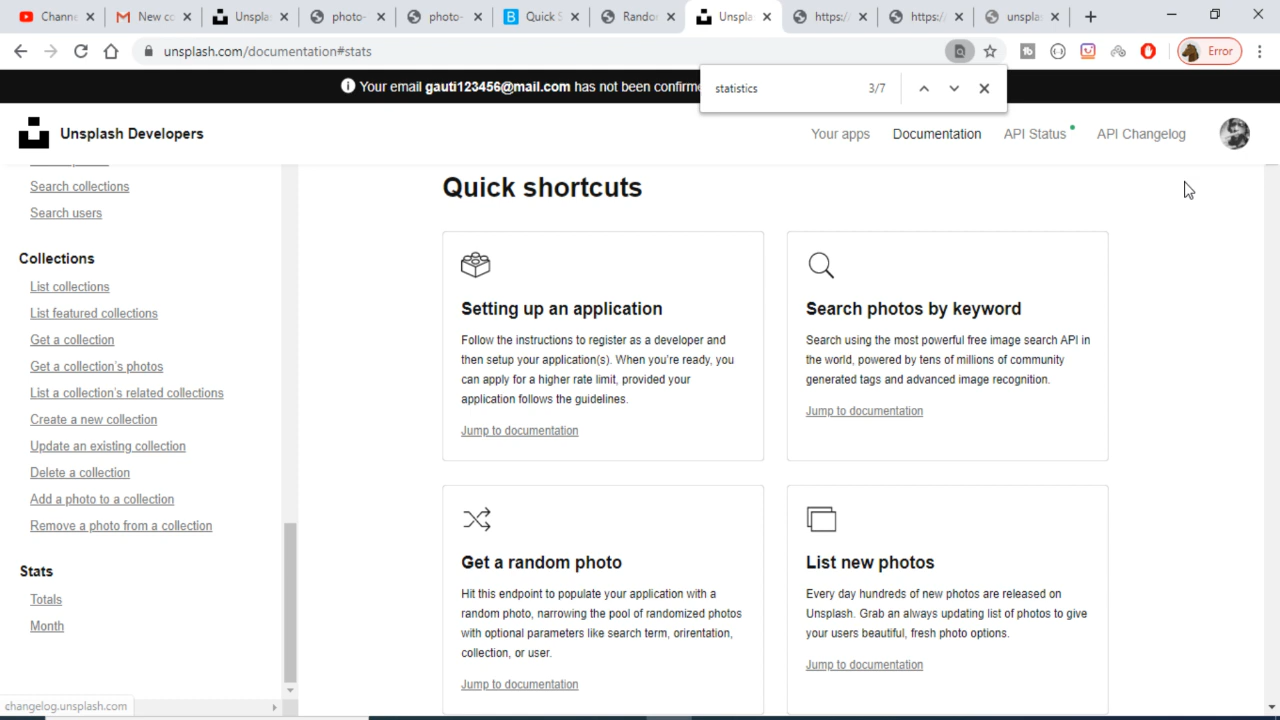 Channe
New co
Unspla
photo-
photo-
B
Quick S
Rando
Unspla
https:/
https:/
unspla
unsplash.com/documentation#stats
Error
Your email gauti123456@mail.com has not been confirme
statistics 3/7
Unsplash Developers
Your apps Documentation API Status API Changelog
Search collections
Search users
Collections
List collections
List featured collections
Get a collection
Get a collection's photos
List a collection's related collections
Create a new collection
Update an existing collection
Delete a collection
Add a photo to a collection
Remove a photo from a collection
Stats
Totals
Month
changelog.unsplash.com
Quick shortcuts
Setting up an application
Follow the instructions to register as a developer and
then setup your application(s). When you're ready, you
can apply for a higher rate limit, provided your
application follows the guidelines.
Jump to documentation
Search photos by keyword
Search using the most powerful free image search API in
the world, powered by tens of millions of community
generated tags and advanced image recognition.
Jump to documentation
Get a random photo
Hit this endpoint to populate your application with a
random photo, narrowing the pool of randomized photos
with optional parameters like search term, orirentation,
collection, or user.
Jump to documentation
List new photos
Every day hundreds of new photos are released on
Unsplash. Grab an always updating list of photos to give
your users beautiful, fresh photo options.
Jump to documentation